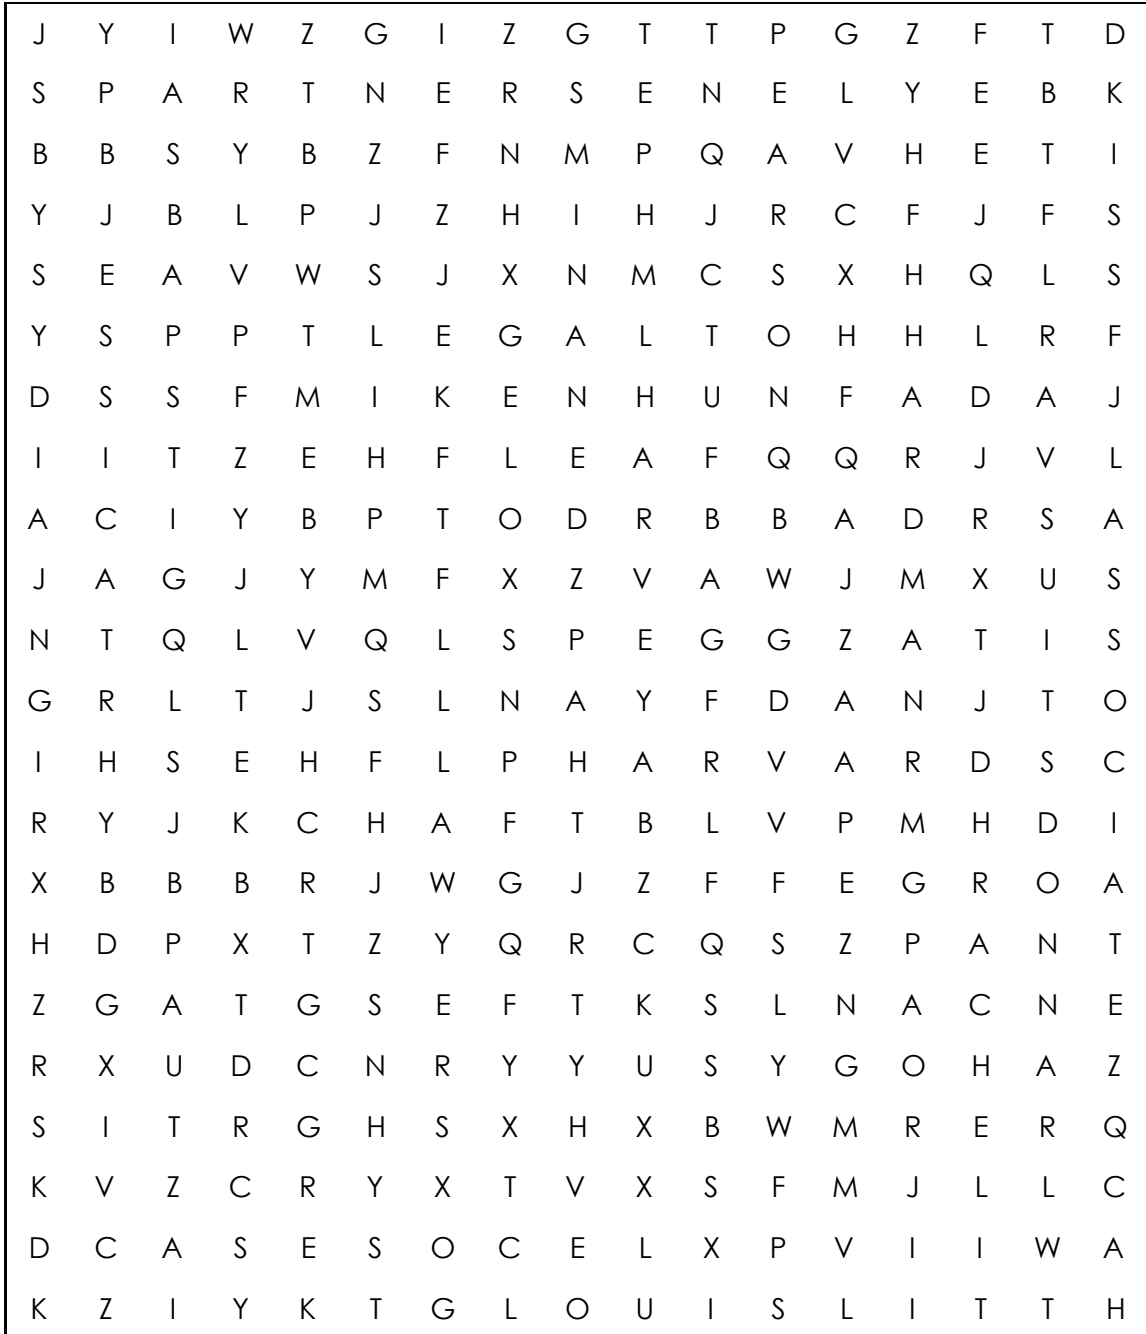 J Y I W Z G I Z G T T P G Z F T D
S P A R T N E R S E N E L Y E B K
B B S Y B Z F N M P Q A V H E T I
Y J B L P J Z H I H J R C F J F S
S E A V W S J X N M C S X H Q L S
Y S P P T L E G A L T O H H L R F
D S S F M I K E N H U N F A D A J
I I T Z E H F L E A F Q Q R J V L
A C I Y B P T O D R B B A D R S A
J A G J Y M F X Z V A W J M X U S
N T Q L V Q L S P E G G Z A T I S
G R L T J S L N A Y F D A N J T O
I H S E H F L P H A R V A R D S C
R Y J K C H A F T B L V P M H D I
X B B B R J W G J Z F F E G R O A
H D P X T Z Y Q R C Q S Z P A N T
Z G A T G S E F T K S L N A C N E
R X U D C N R Y Y U S Y G O H A Z
S I T R G H S X H X B W M R E R Q
K V Z C R Y X T V X S F M J L L C
D C A S E S O C E L X P V I I W A
K Z I Y K T G L O U I S L I T T H